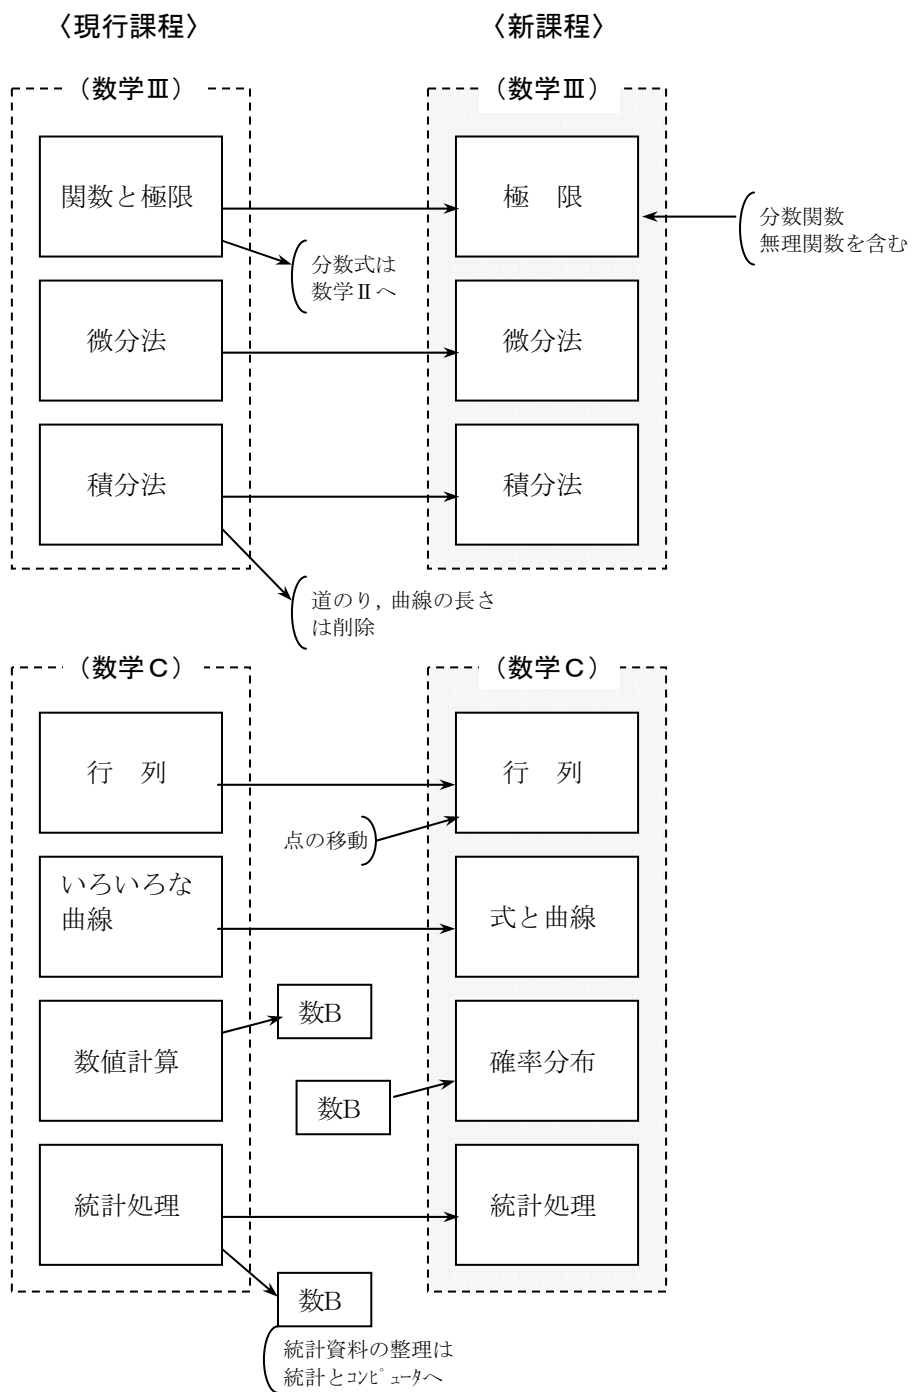 〈現行課程〉 〈新課程〉
（数学Ⅲ） （数学Ⅲ）
関数と極限
極　限
分数関数
無理関数を含む
分数式は
数学Ⅱへ
微分法
微分法
積分法
積分法
道のり，曲線の長さ
は削除
（数学Ｃ） （数学Ｃ）
行　列
行　列
点の移動
いろいろな
曲線
式と曲線
数B
数値計算
確率分布
数B
統計処理
統計処理
数B
統計資料の整理は
統計とｺﾝﾋﾟｭｰﾀへ